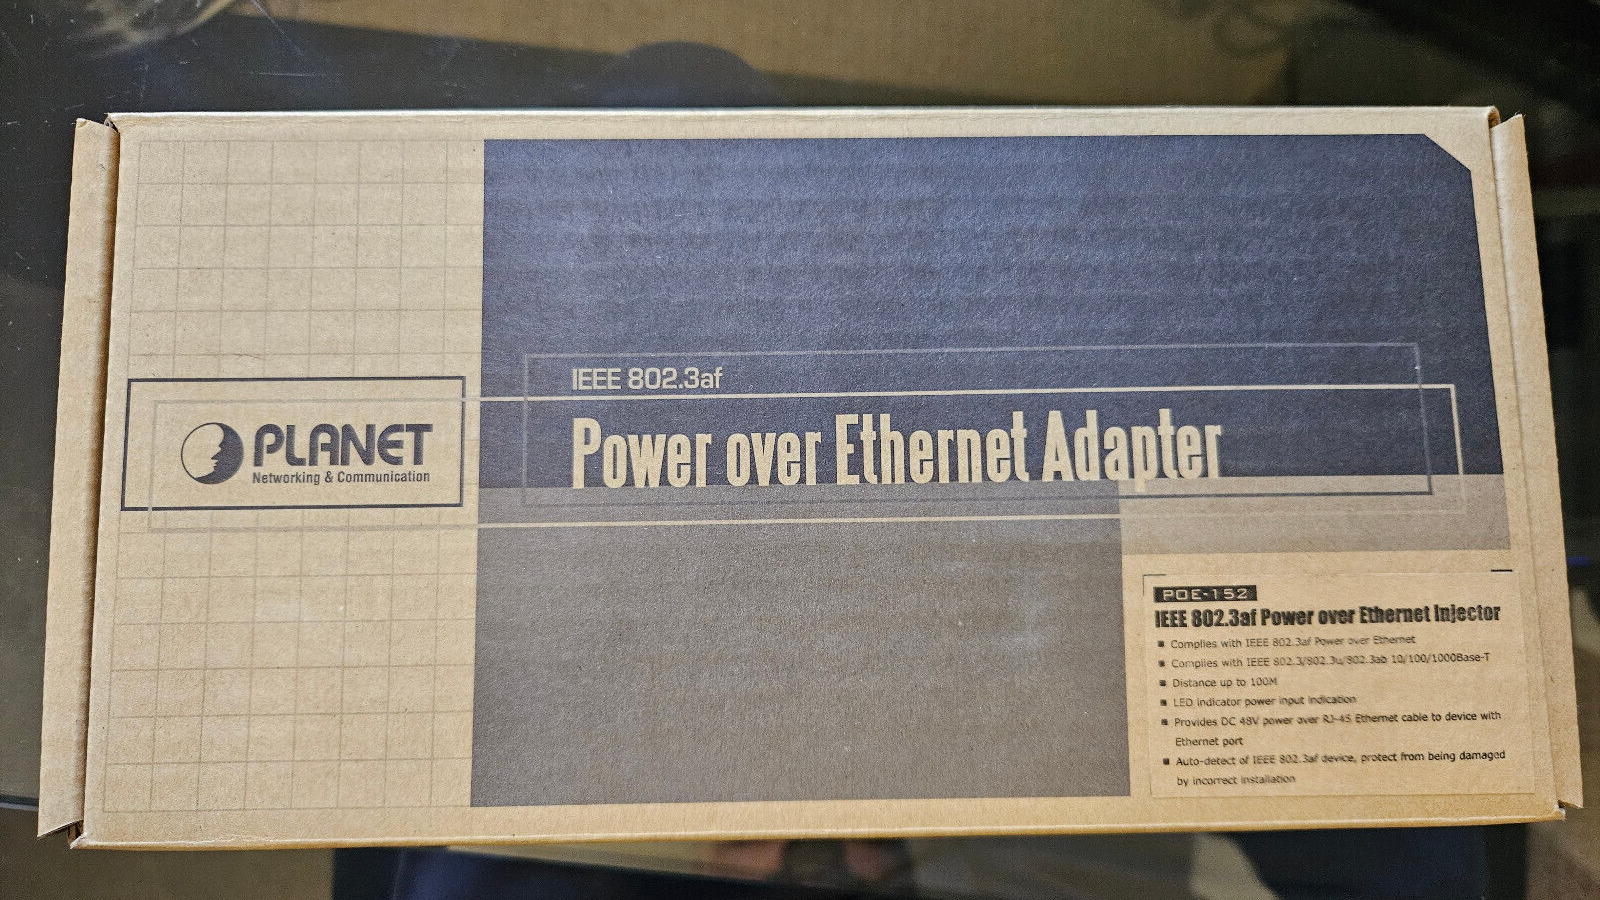 PLANET
Networking & Communication
IEEE 802.3af
Power over Ethernet Adapter
POE-152
IEEE 802.3af Power over Ethernet Injector
■ Complies with IEEE 802.3af Power over Ethernet
■ Complies with IEEE 802.3/802.3u/802.3ab 10/100/1000Base-T
■ Distance up to 100M
■ LED indicator power input indication
■ Provides DC 48V power over RJ-45 Ethernet cable to device with
Ethernet port
■ Auto-detect of IEEE 802.3af device, protect from being damaged
by incorrect installation